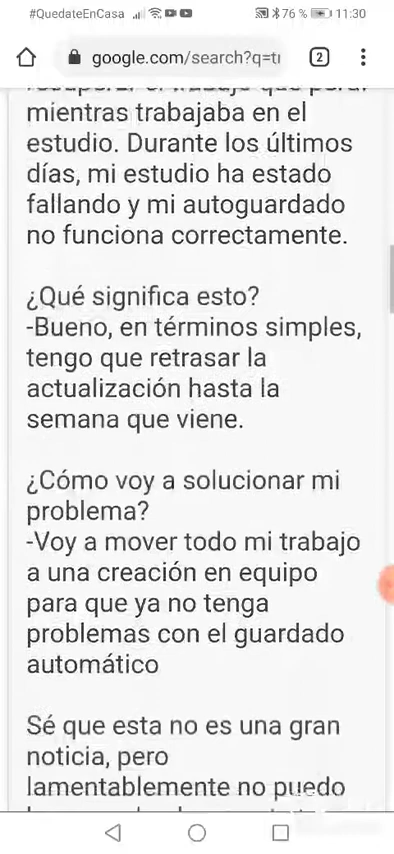 #QuedateEnCasa 76 % 11:30
google.com/search?q=tr 2
mientras trabajaba en el
estudio. Durante los últimos
días, mi estudio ha estado
fallando y mi autoguardado
no funciona correctamente.
¿Qué significa esto?
-Bueno, en términos simples,
tengo que retrasar la
actualización hasta la
semana que viene.
¿Cómo voy a solucionar mi
problema?
-Voy a mover todo mi trabajo
a una creación en equipo
para que ya no tenga
problemas con el guardado
automático
Sé que esta no es una gran
noticia, pero
lamentablemente no puedo